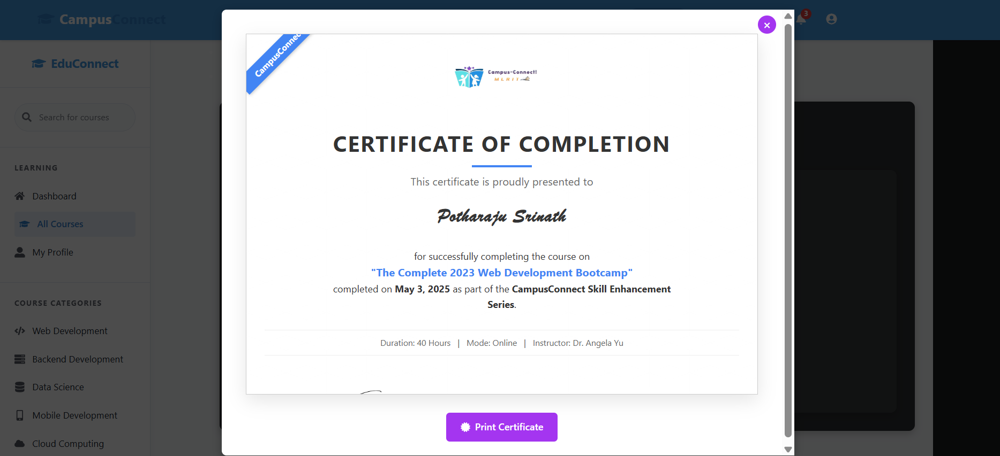 CampusConnect
3
EduConnect
Search for courses
LEARNING
Dashboard
All Courses
My Profile
COURSE CATEGORIES
Web Development
Backend Development
Data Science
Mobile Development
Cloud Computing
×
CampusConnec
Campus-Connect!
MLRIT
CERTIFICATE OF COMPLETION
This certificate is proudly presented to
Potharaju Srinath
for successfully completing the course on
"The Complete 2023 Web Development Bootcamp"
completed on May 3, 2025 as part of the CampusConnect Skill Enhancement
Series.
Duration: 40 Hours | Mode: Online | Instructor: Dr. Angela Yu
Print Certificate